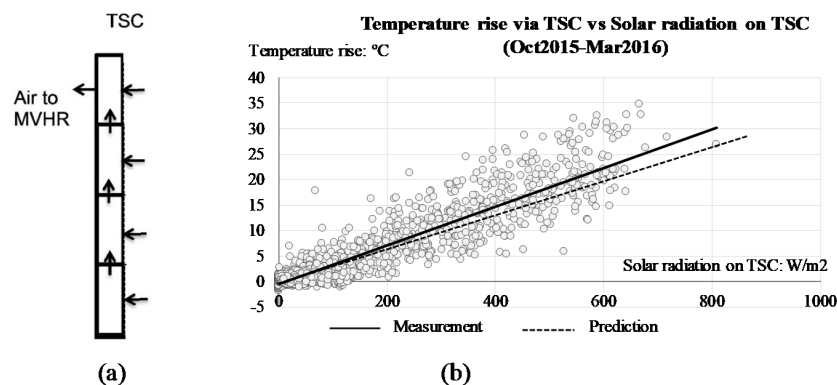 TSC
Air to
MVHR
(a)
Temperature rise via TSC vs Solar radiation on TSC
(Oct2015-Mar2016)
Temperature rise: °C
40
35
30
25
20
15
10
5
0
-5
0
200
400
600
800
1000
Solar radiation on TSC: W/m2
Measurement
Prediction
(b)